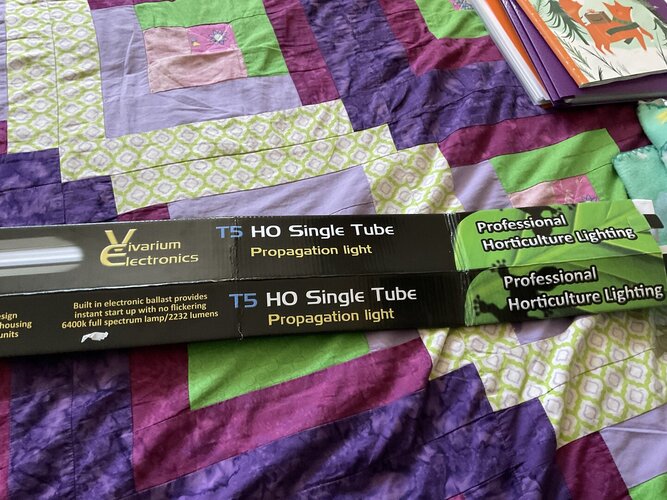 Vivarium
Electronics
T5 HO Single Tube
Propagation light
Professional
Horticulture Lighting
housing
units
Built in electronic ballast provides
instant start up with no flickering
6400k full spectrum lamp/2232 lumens
T5 HO Single Tube
Propagation light
Professional
Horticulture Lighting